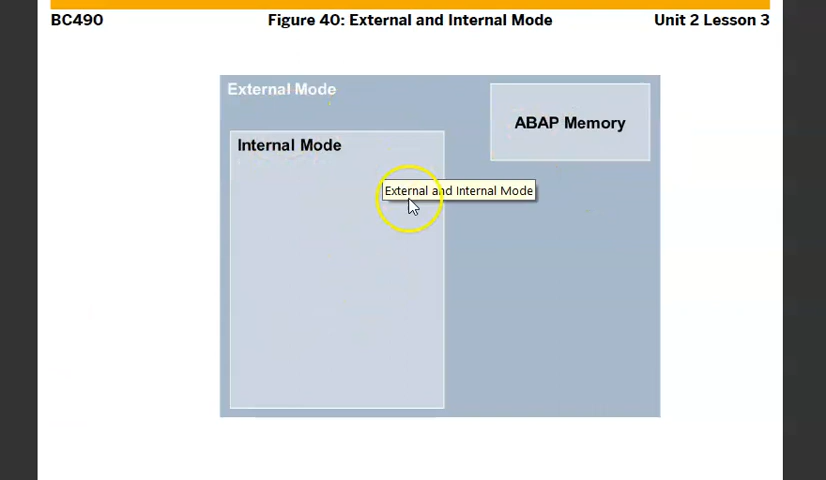 BC490 Figure 40: External and Internal Mode Unit 2 Lesson 3
External Mode
ABAP Memory
Internal Mode
External and Internal Mode